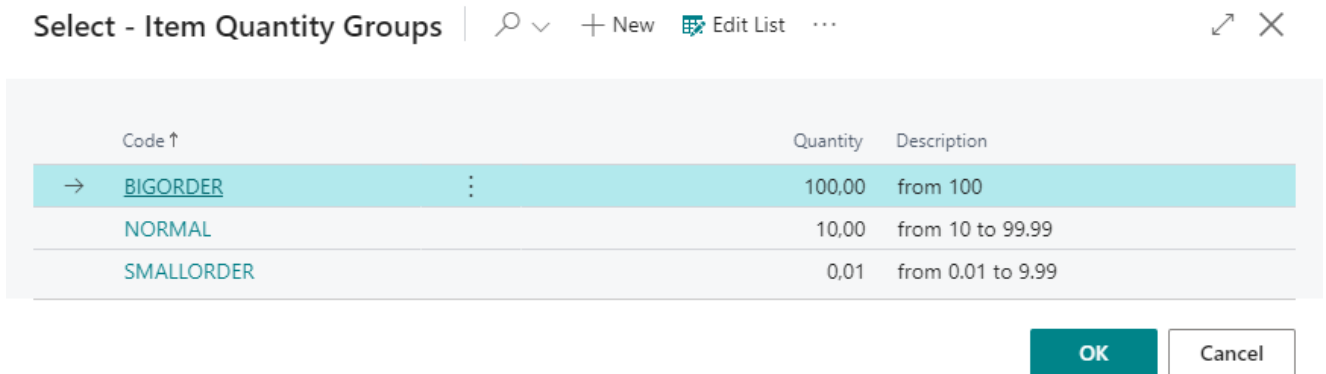 Select - Item Quantity Groups + New Edit List ...
Code ↑ Quantity Description
→ BIGORDER ⋮ 100,00 from 100
NORMAL 10,00 from 10 to 99.99
SMALLORDER 0,01 from 0.01 to 9.99
OK Cancel